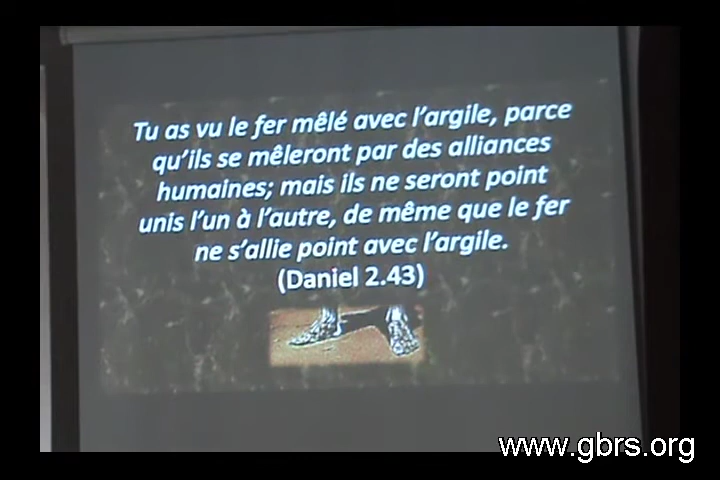 Tu as vu le fer mêlé avec l'argile, parce
qu'ils se mêleront par des alliances
humaines; mais ils ne seront point
unis l'un à l'autre, de même que le fer
ne s'allie point avec l'argile.
(Daniel 2.43)
www.gbrs.org